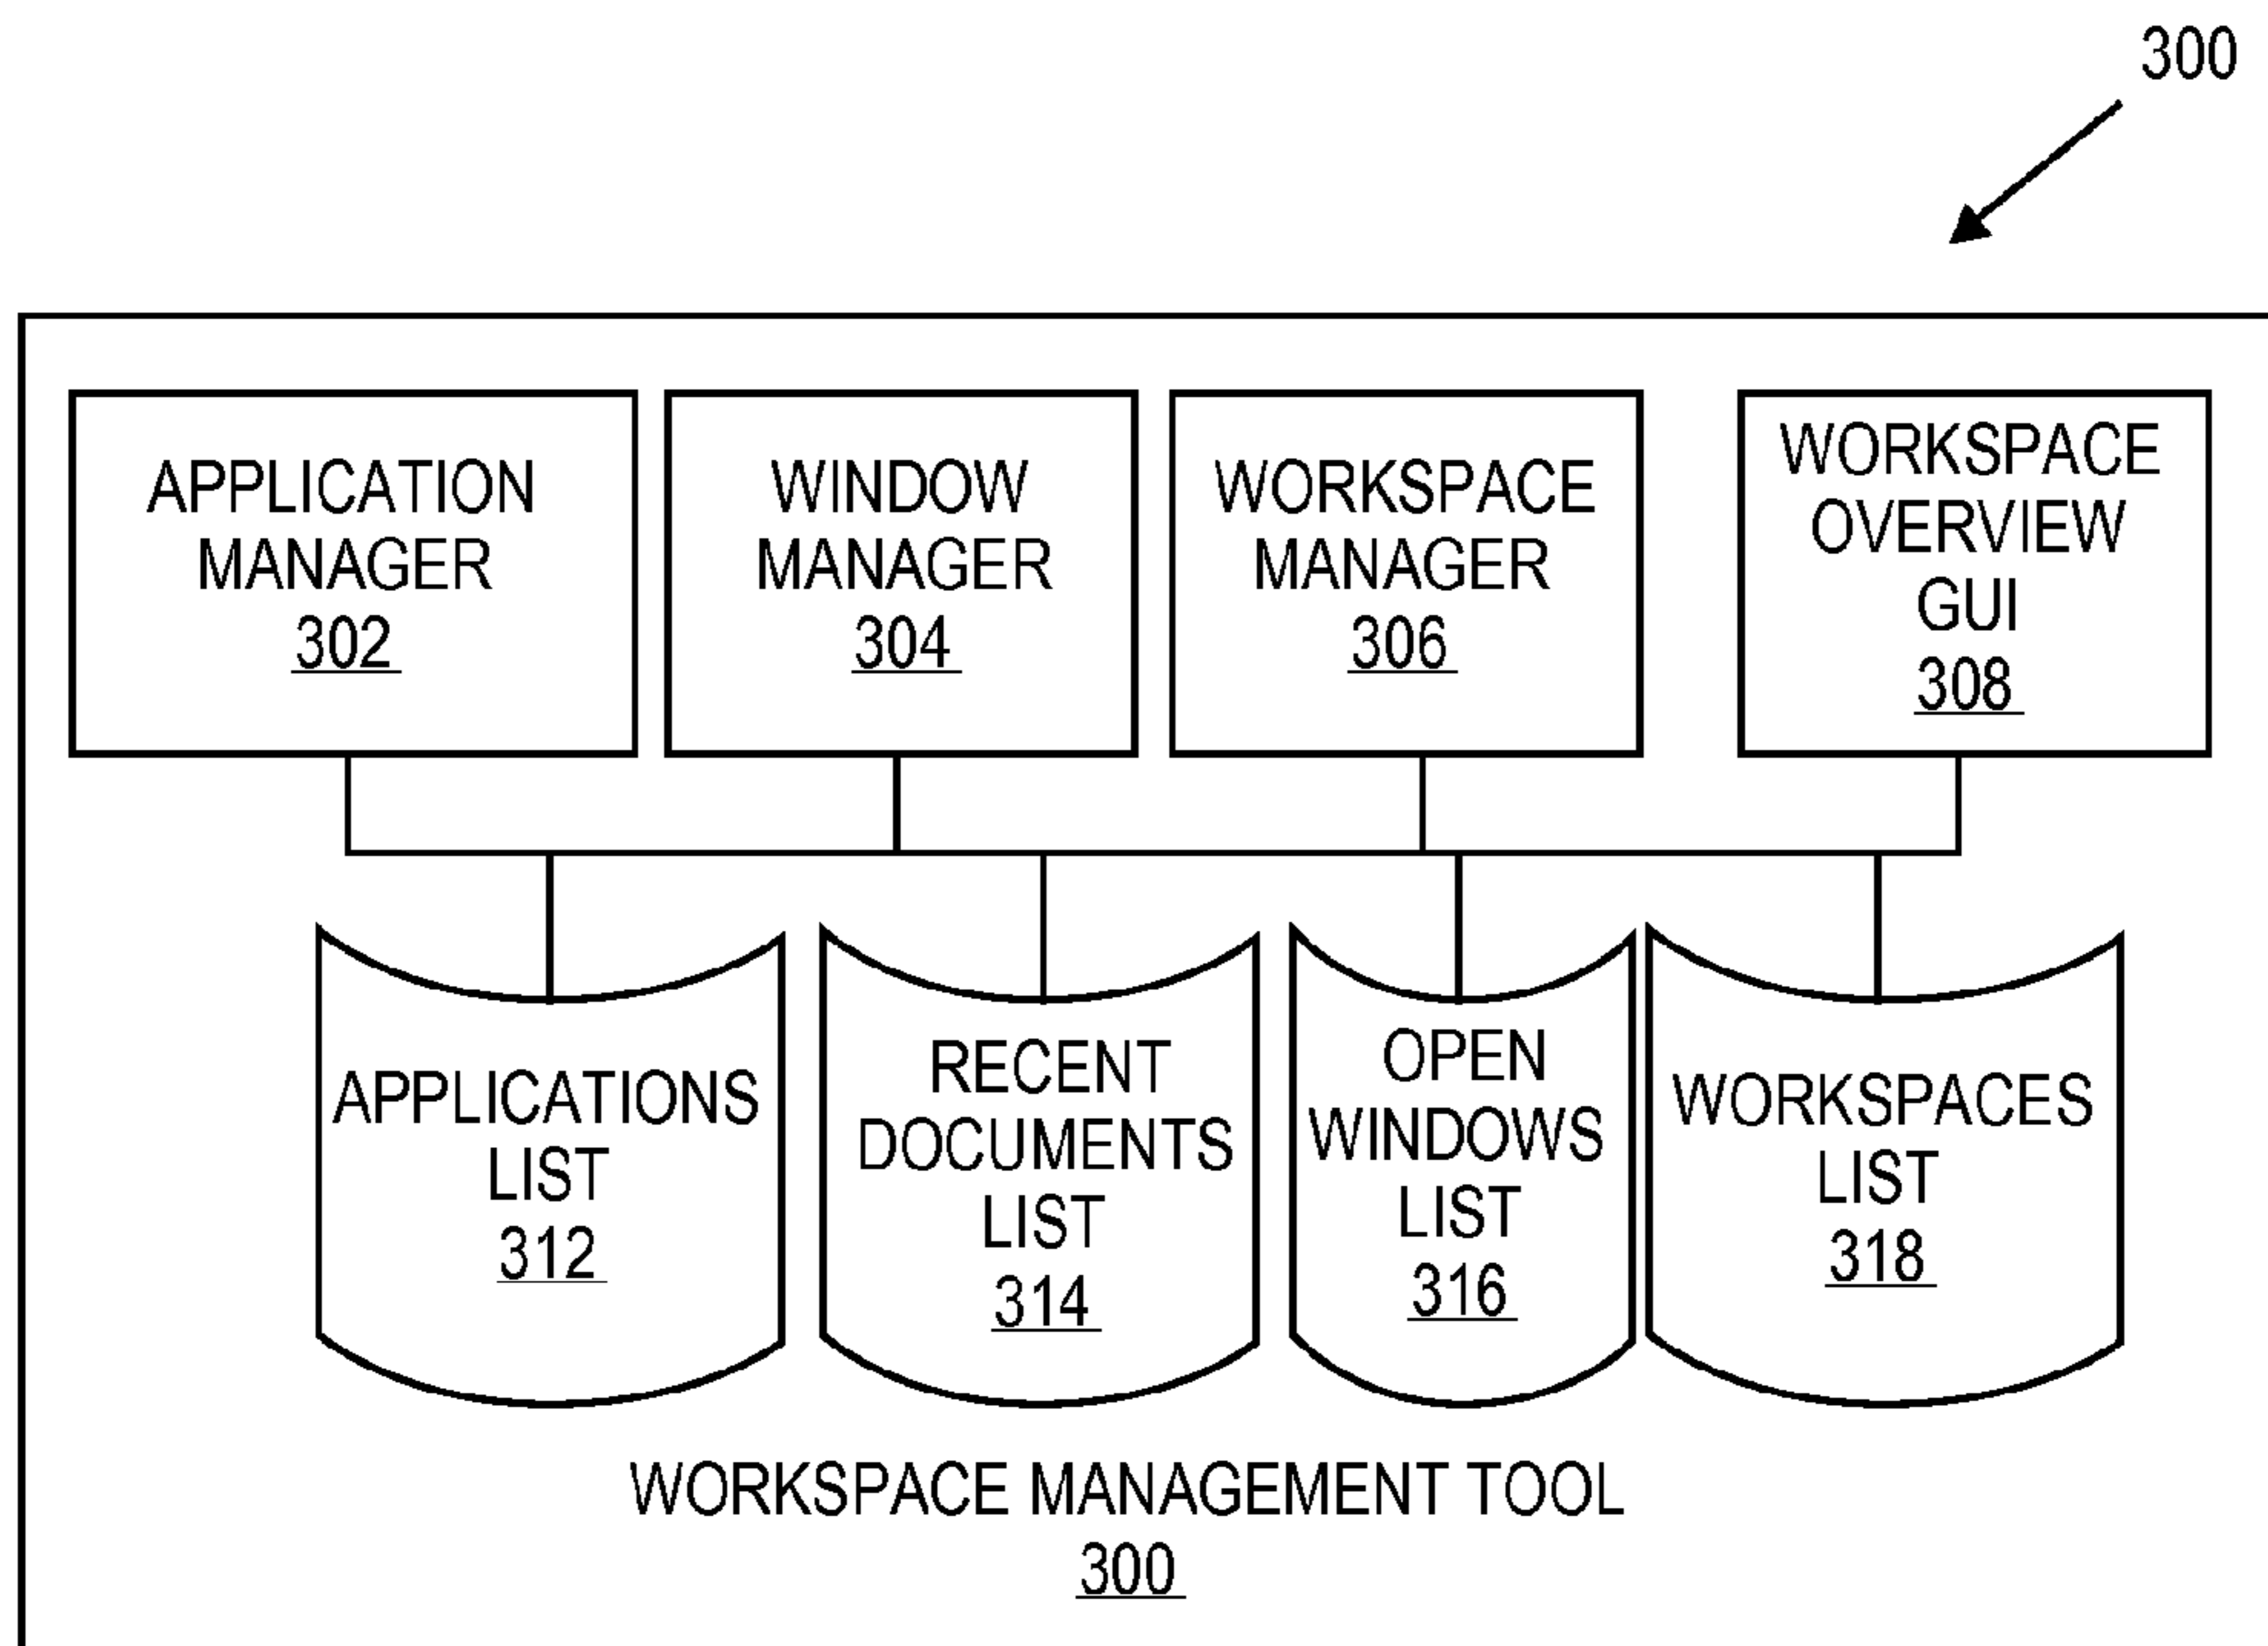 300
APPLICATION
MANAGER
302
WINDOW
MANAGER
304
WORKSPACE
MANAGER
306
WORKSPACE
OVERVIEW
GUI
308
APPLICATIONS
LIST
312
RECENT
DOCUMENTS
LIST
314
OPEN
WINDOWS
LIST
316
WORKSPACES
LIST
318
WORKSPACE MANAGEMENT TOOL
300